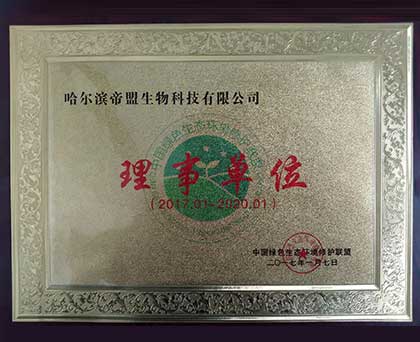 哈尔滨帝盟生物科技有限公司
理事单位
(2017.01-2020.01)
中国绿色生态环境修护联盟
二〇一七年一月七日